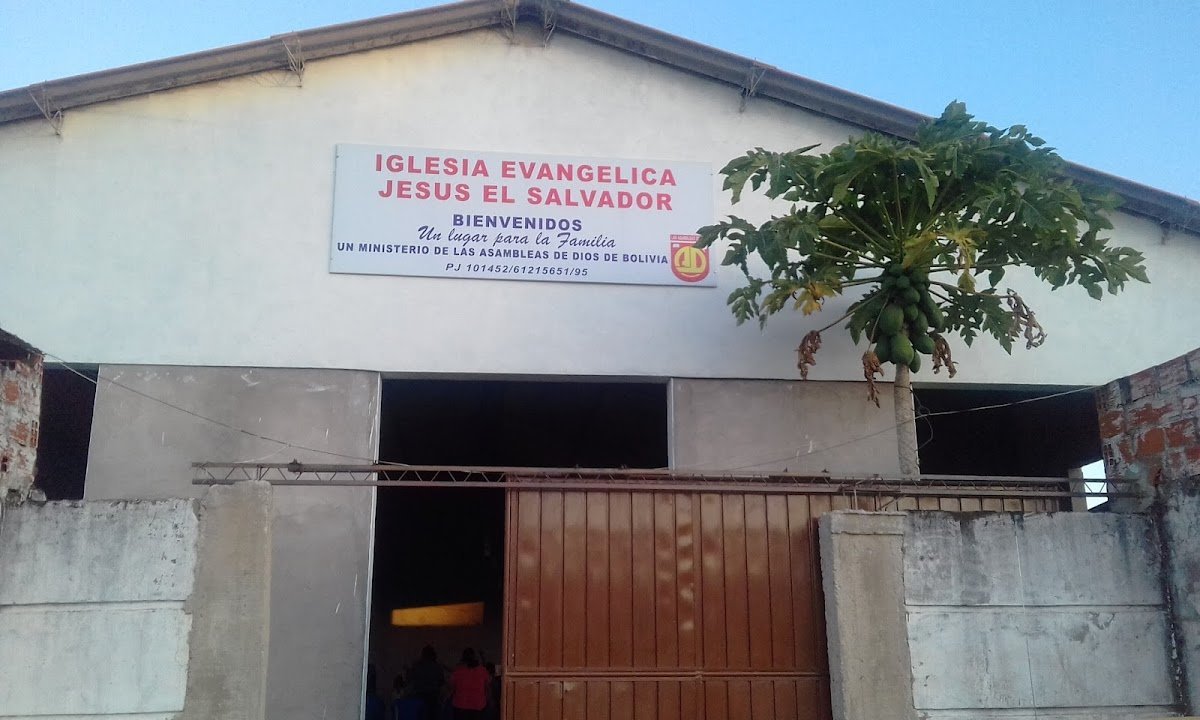 IGLESIA EVANGELICA
JESUS EL SALVADOR
BIENVENIDOS
Un lugar para la Familia
UN MINISTERIO DE LAS ASAMBLEAS DE DIOS DE BOLIVIA
PJ 101452/61215651/95
AD